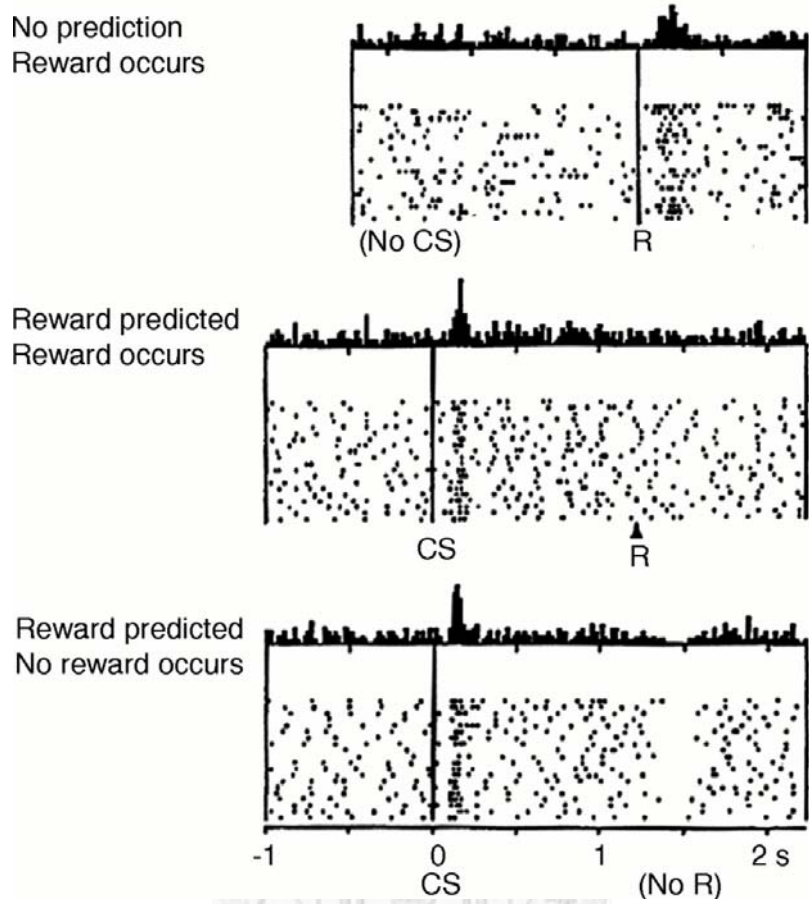 No prediction
Reward occurs
(No CS) R
Reward predicted
Reward occurs
CS R
Reward predicted
No reward occurs
-1 0 1 2 s
CS (No R)